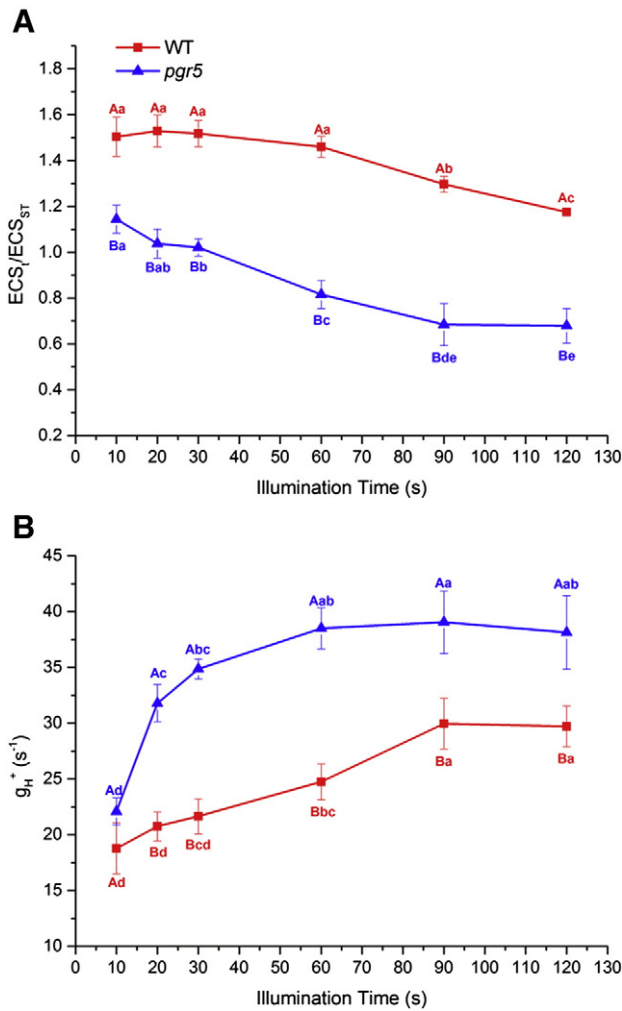 A
WT
pgr5
1.8
1.6
1.4
1.2
1.0
0.8
0.6
0.4
0.2
ECSt/ECSST
Aa Aa Aa Aa Ab Ac
Ba Bab Bb Bc Bde Be
0 10 20 30 40 50 60 70 80 90 100 110 120 130
Illumination Time (s)
B
45
40
35
30
25
20
15
10
gH+ (s-1)
Ad Ac Abc Aab Aa Aab
Ad Bd Bcd Bbc Ba Ba
0 10 20 30 40 50 60 70 80 90 100 110 120 130
Illumination Time (s)